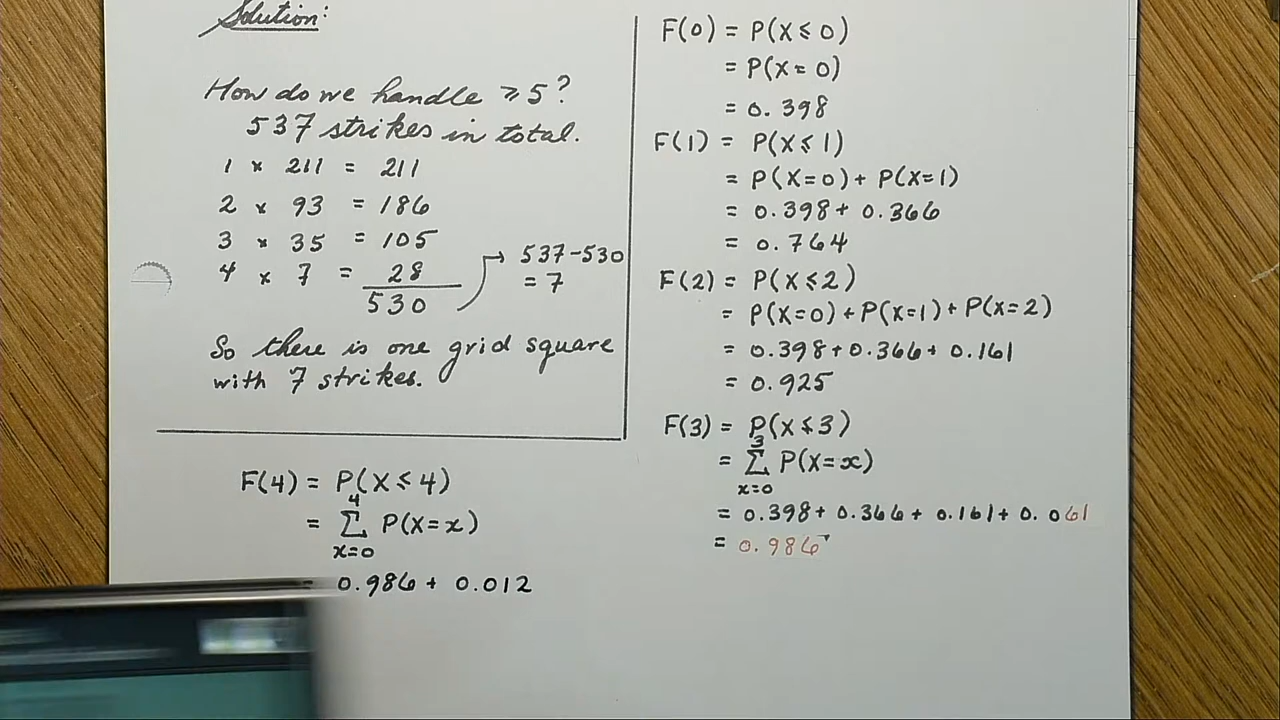 Solution:
How do we handle ≥ 5?
537 strikes in total.
1 × 211 = 211
2 × 93 = 186
3 × 35 = 105
4 × 7 = 28
530
537-530
= 7
So there is one grid square
with 7 strikes.
F(4) = P(X ≤ 4)
= 4 Σ x=0 P(X=x)
0.986 + 0.012
F(0) = P(X ≤ 0)
= P(X = 0)
= 0.398
F(1) = P(X ≤ 1)
= P(X=0) + P(X=1)
= 0.398 + 0.366
= 0.764
F(2) = P(X ≤ 2)
= P(X=0) + P(X=1) + P(X=2)
= 0.398 + 0.366 + 0.161
= 0.925
F(3) = P(X ≤ 3)
= 3 Σ x=0 P(X=x)
= 0.398 + 0.366 + 0.161 + 0.061
= 0.986